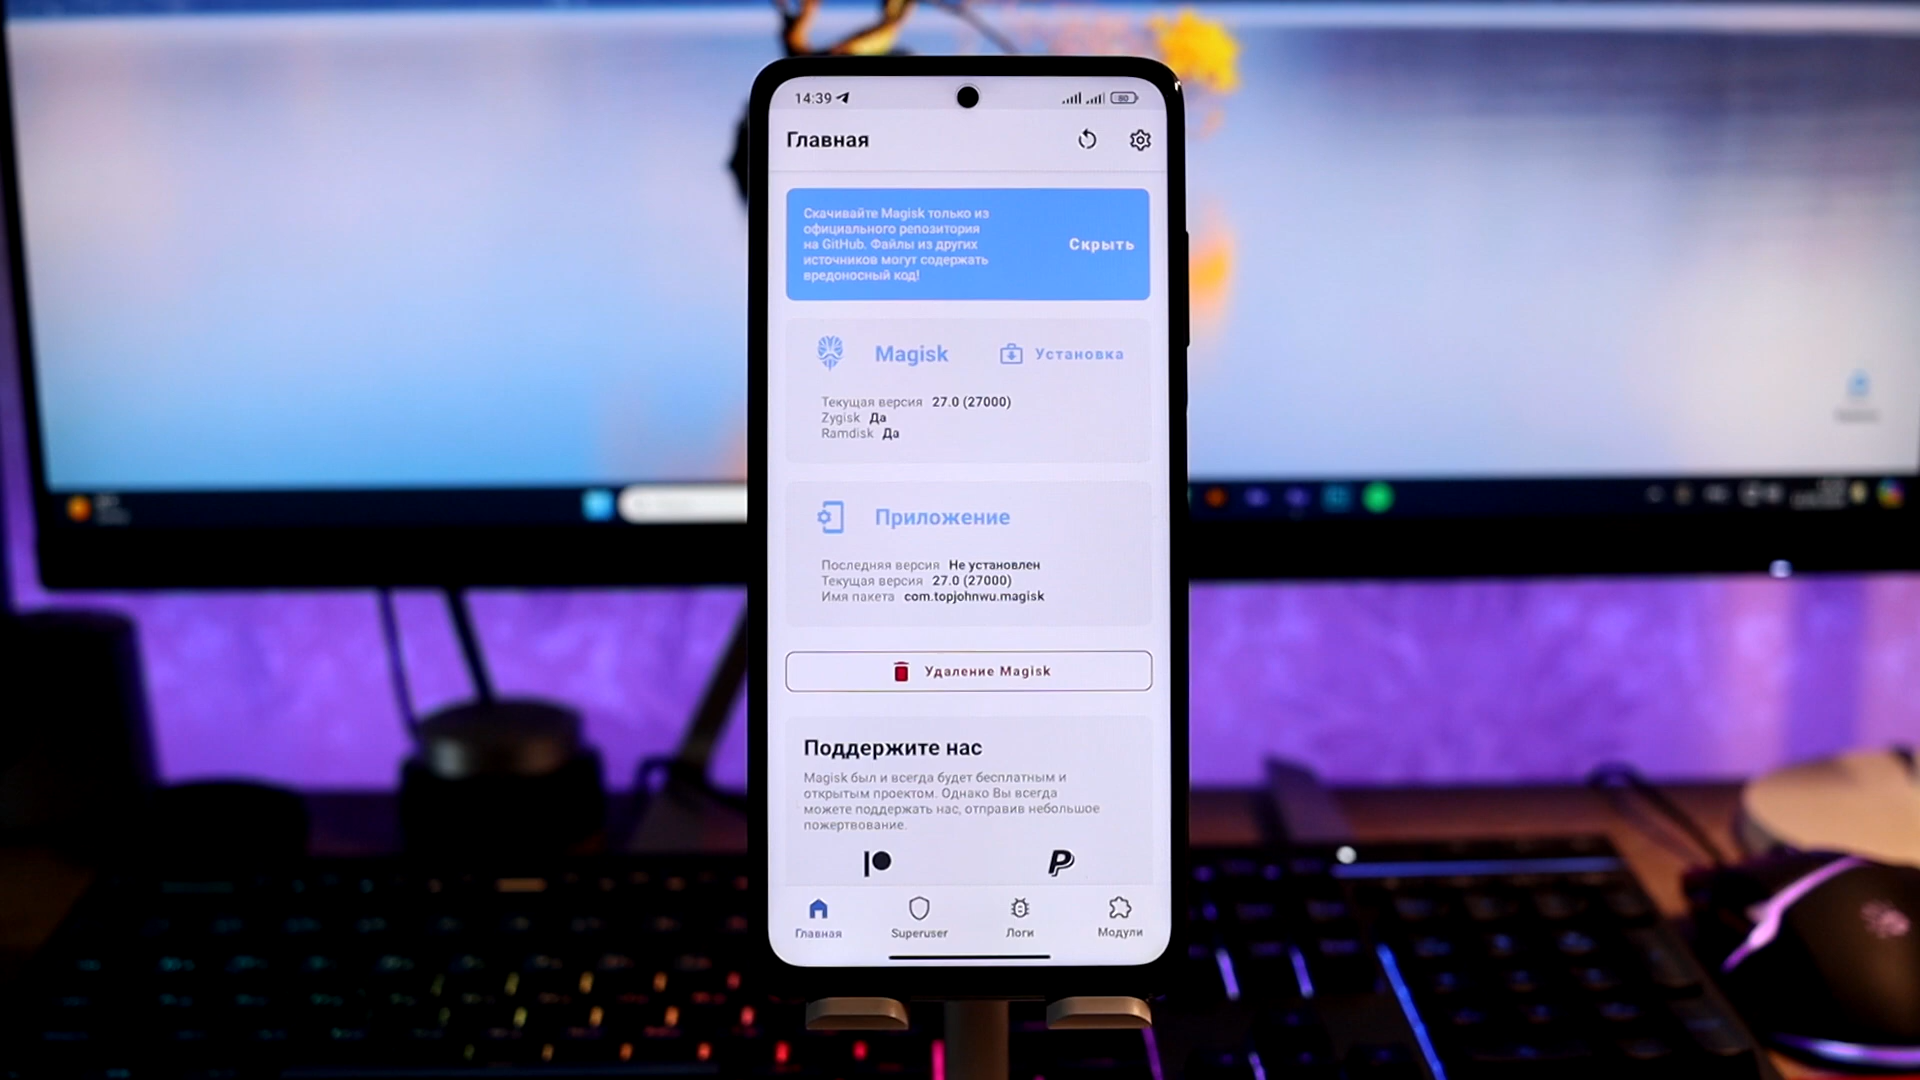 14:39
80
Главная
Скачивайте Magisk только из
официального репозитория
на GitHub. Файлы из других
источников могут содержать
вредоносный код!
Скрыть
Magisk
Установка
Текущая версия 27.0 (27000)
Zygisk Да
Ramdisk Да
Приложение
Последняя версия Не установлен
Текущая версия 27.0 (27000)
Имя пакета com.topjohnwu.magisk
Удаление Magisk
Поддержите нас
Magisk был и всегда будет бесплатным и
открытым проектом. Однако Вы всегда
можете поддержать нас, отправив небольшое
пожертвование.
Главная
Superuser
Логи
Модули